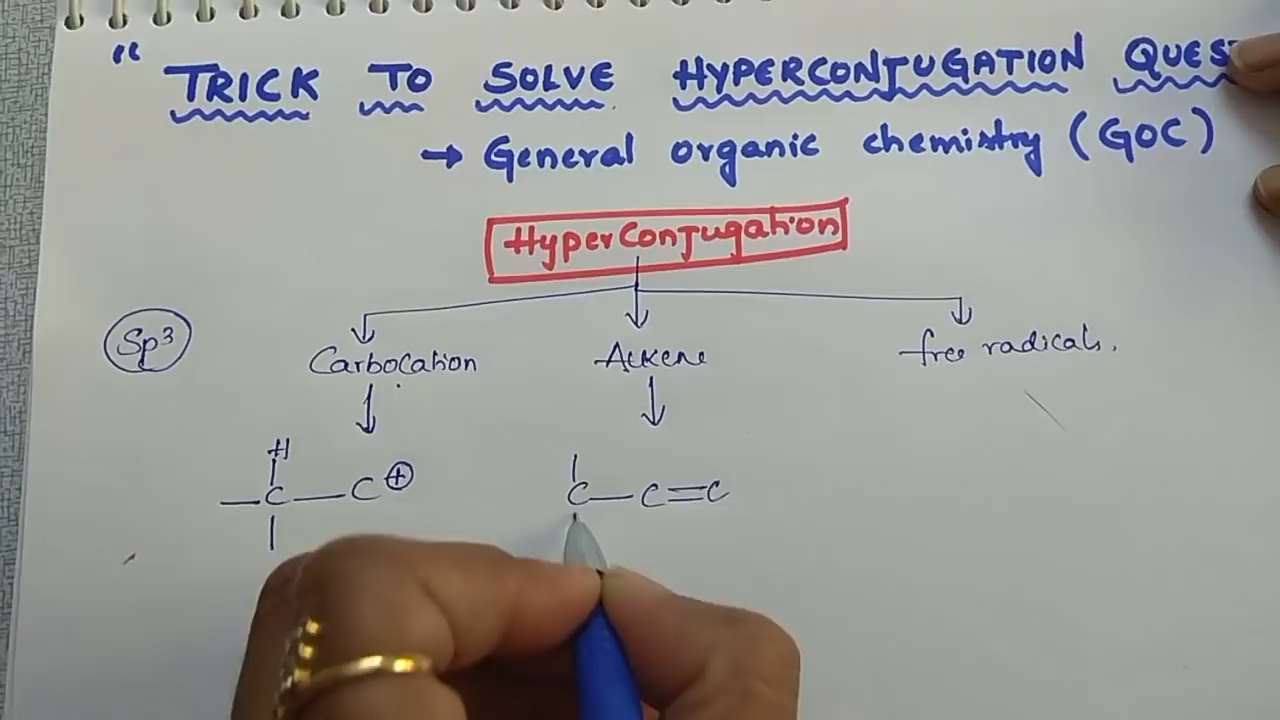 “ TRICK TO SOLVE HYPERCONJUGATION QUES
→ General organic chemistry (GOC)
HyperConjugation
Sp³
Carbocation Alkene free radicals.
H
C — C ⊕ C — C = C